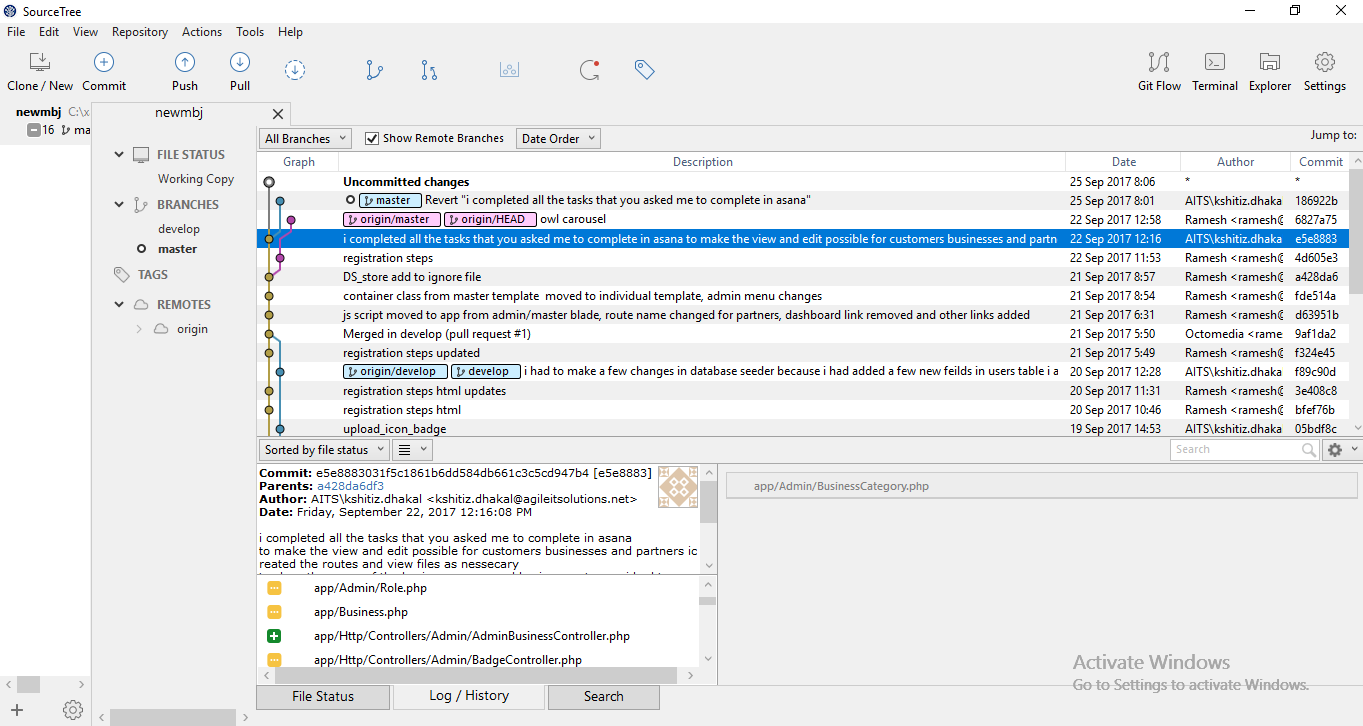 SourceTree
File Edit View Repository Actions Tools Help
Clone / New Commit Push Pull Git Flow Terminal Explorer Settings
newmbj C:\x
16 ma
newmbj
FILE STATUS
Working Copy
BRANCHES
develop
master
TAGS
REMOTES
origin
All Branches Show Remote Branches Date Order Jump to:
Graph Description Date Author Commit
Uncommitted changes 25 Sep 2017 8:06 * *
master Revert "i completed all the tasks that you asked me to complete in asana" 25 Sep 2017 8:01 AITS\kshitiz.dhaka 186922b
origin/master origin/HEAD owl carousel 22 Sep 2017 12:58 Ramesh <ramesh@ 6827a75
i completed all the tasks that you asked me to complete in asana to make the view and edit possible for customers businesses and partn 22 Sep 2017 12:16 AITS\kshitiz.dhaka e5e8883
registration steps 22 Sep 2017 11:53 Ramesh <ramesh@ 4d605e3
DS_store add to ignore file 21 Sep 2017 8:57 Ramesh <ramesh@ a428da6
container class from master template moved to individual template, admin menu changes 21 Sep 2017 8:54 Ramesh <ramesh@ fde514a
js script moved to app from admin/master blade, route name changed for partners, dashboard link removed and other links added 21 Sep 2017 6:31 Ramesh <ramesh@ d63951b
Merged in develop (pull request #1) 21 Sep 2017 5:50 Octomedia <rame 9af1da2
registration steps updated 21 Sep 2017 5:49 Ramesh <ramesh@ f324e45
origin/develop develop i had to make a few changes in database seeder because i had added a few new feilds in users table i a 20 Sep 2017 12:28 AITS\kshitiz.dhaka f89c90d
registration steps html updates 20 Sep 2017 11:31 Ramesh <ramesh@ 3e408c8
registration steps html 20 Sep 2017 10:46 Ramesh <ramesh@ bfef76b
upload_icon_badge 19 Sep 2017 14:53 AITS\kshitiz.dhaka 05bdf8c
Sorted by file status Search
Commit: e5e8883031f5c1861b6dd584db661c3c5cd947b4 [e5e8883]
Parents: a428da6df3
Author: AITS\kshitiz.dhakal <kshitiz.dhakal@agileitsolutions.net>
Date: Friday, September 22, 2017 12:16:08 PM
i completed all the tasks that you asked me to complete in asana
to make the view and edit possible for customers businesses and partners ic
reated the routes and view files as nessecary
app/Admin/Role.php
app/Business.php
app/Http/Controllers/Admin/AdminBusinessController.php
app/Http/Controllers/Admin/BadgeController.php
app/Admin/BusinessCategory.php
Activate Windows
Go to Settings to activate Windows.
File Status Log / History Search